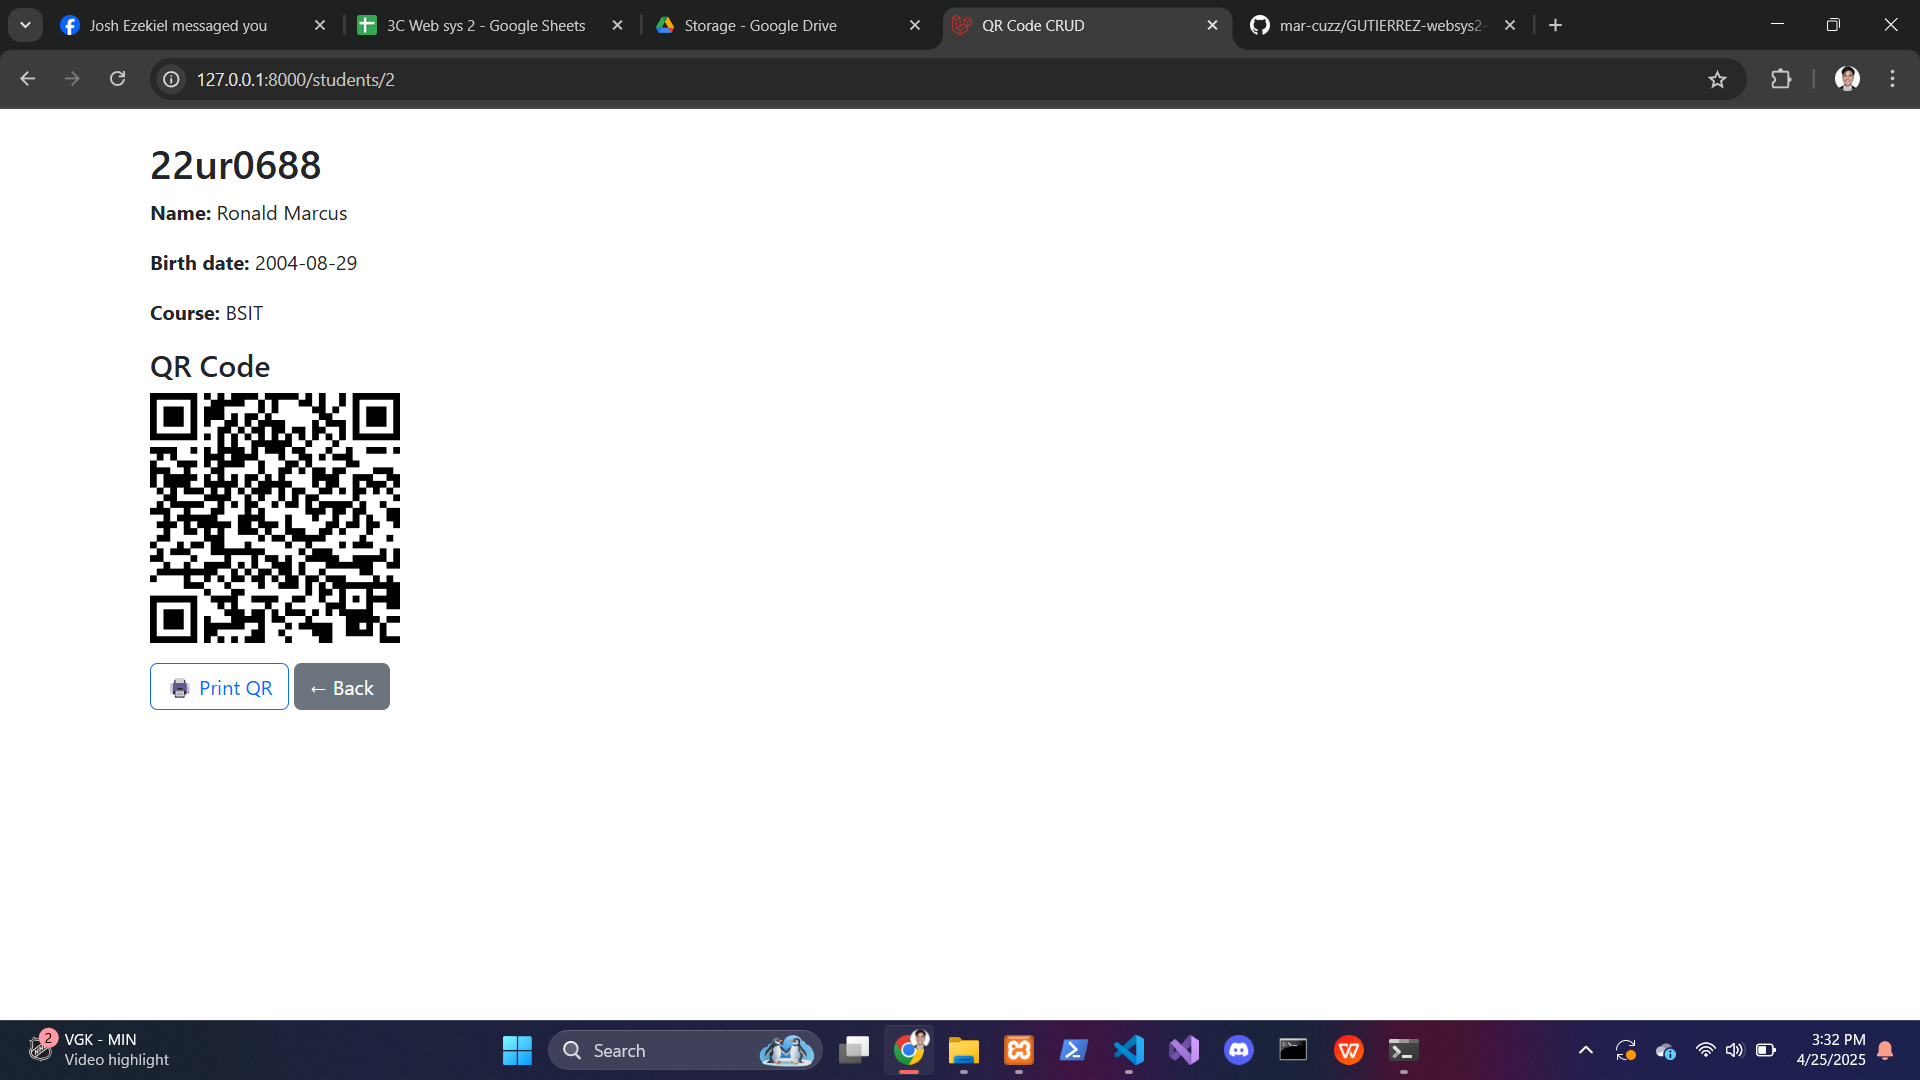 Josh Ezekiel messaged you
3C Web sys 2 - Google Sheets
Storage - Google Drive
QR Code CRUD
mar-cuzz/GUTIERREZ-websys2-
127.0.0.1:8000/students/2
22ur0688
Name: Ronald Marcus
Birth date: 2004-08-29
Course: BSIT
QR Code
Print QR
← Back
2
VGK - MIN
Video highlight
Search
3:32 PM
4/25/2025